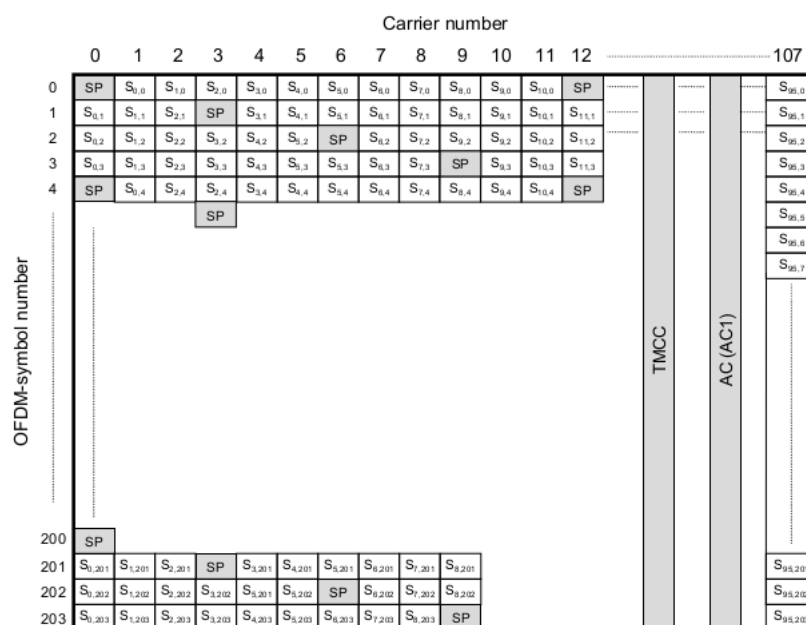 Carrier number
0 1 2 3 4 5 6 7 8 9 10 11 12 107
0 SP S0,0 S1,0 S2,0 S3,0 S4,0 S5,0 S6,0 S7,0 S8,0 S9,0 S10,0 SP S95,0
1 S0,1 S1,1 S2,1 SP S3,1 S4,1 S5,1 S6,1 S7,1 S8,1 S9,1 S10,1 S11,1 S95,1
2 S0,2 S1,2 S2,2 S3,2 S4,2 S5,2 SP S6,2 S7,2 S9,2 S9,2 S10,2 S11,2 S95,2
3 S0,3 S1,3 S2,3 S3,3 S4,3 S5,3 S5,3 S6,3 S7,3 SP S9,3 S10,3 S11,3 S95,3
4 SP S0,4 S1,4 S2,4 S3,4 S4,4 S5,4 S6,4 S7,4 S8,4 S9,4 S10,4 SP S95,4
SP S95,5
S95,6
S95,7
OFDM-symbol number
TMCC
AC (AC1)
200 SP
201 S0,201 S1,201 S2,201 SP S3,201 S4,201 S5,201 S6,201 S7,201 S8,201 S95,201
202 S0,202 S1,202 S2,202 S3,202 S5,201 S5,202 SP S6,202 S7,202 S8,202 S95,202
203 S0,203 S1,203 S2,203 S3,203 S4,203 S5,203 S6,203 S7,203 S8,203 SP S95,203